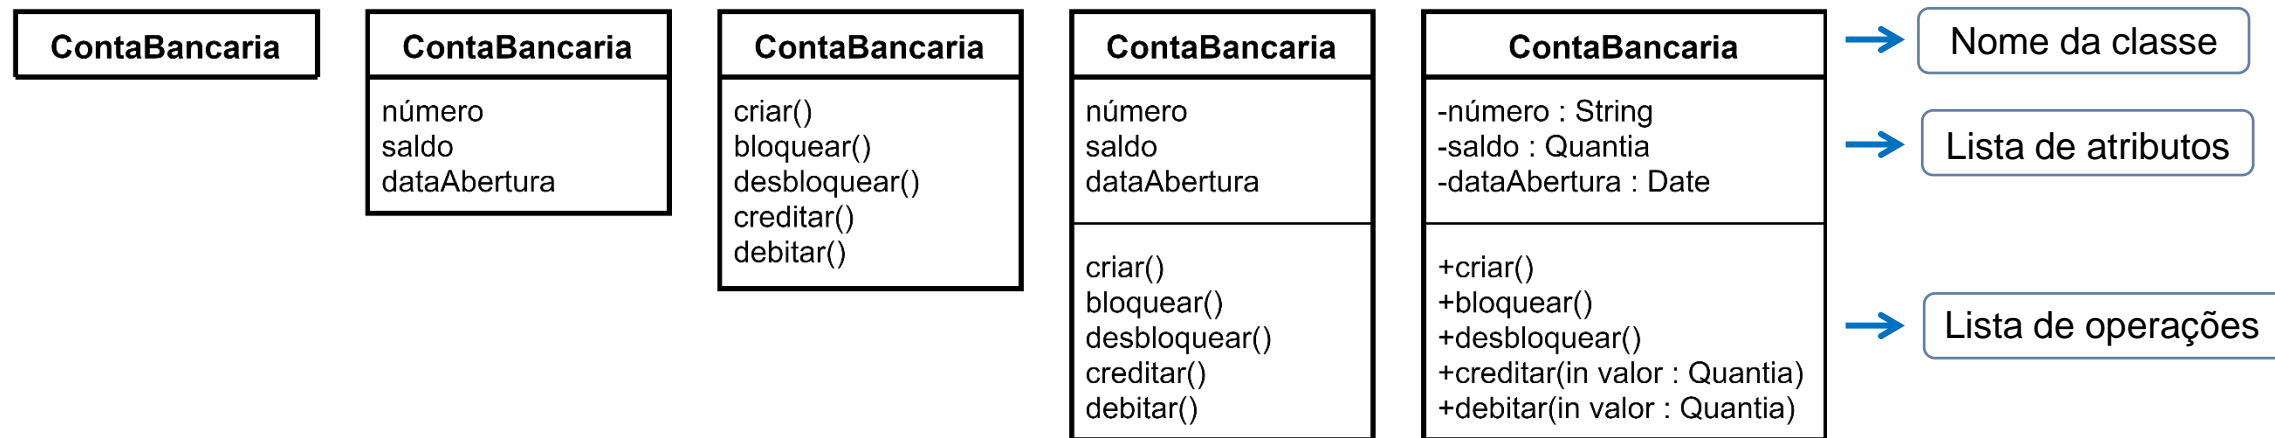 ContaBancaria
ContaBancaria
número
saldo
dataAbertura
ContaBancaria
criar()
bloquear()
desbloquear()
creditar()
debitar()
ContaBancaria
número
saldo
dataAbertura
criar()
bloquear()
desbloquear()
creditar()
debitar()
ContaBancaria
-número : String
-saldo : Quantia
-dataAbertura : Date
+criar()
+bloquear()
+desbloquear()
+creditar(in valor : Quantia)
+debitar(in valor : Quantia)
Nome da classe
Lista de atributos
Lista de operações